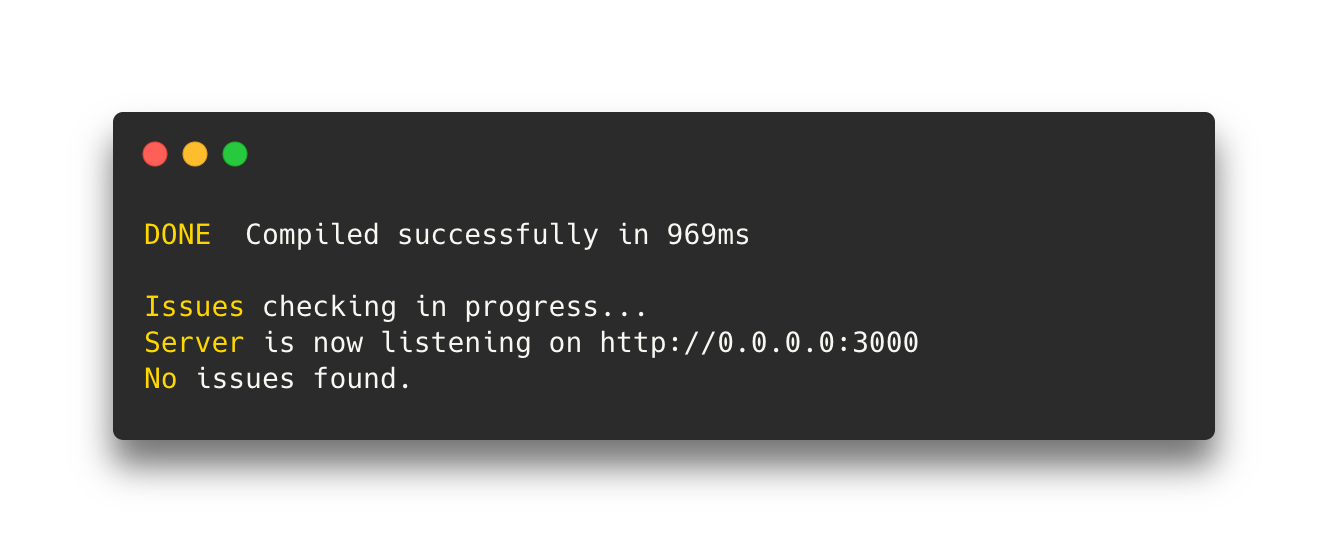 DONE  Compiled successfully in 969ms
Issues checking in progress...
Server is now listening on http://0.0.0.0:3000
No issues found.